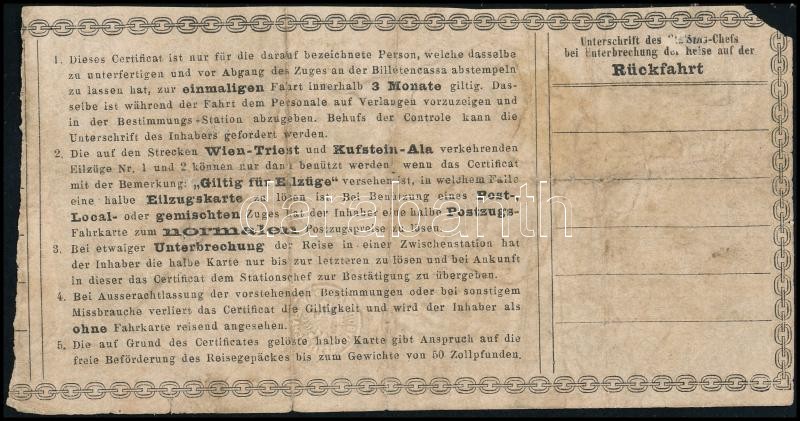 1. Dieses Certificat ist nur für die darauf bezeichnete Person, welche dasselbe
zu unterfertigen und vor Abgang des Zuges an der Billetencassa abstempeln
zu lassen hat, zur einmaligen Fahrt innerhalb 3 Monate giltig. Das-
selbe ist während der Fahrt dem Personale auf Verlangen vorzuzeigen und
in der Bestimmungs-Station abzugeben. Behufs der Controle kann die
Unterschrift des Inhabers gefordert werden.
2. Die auf den Strecken Wien-Triest und Kufstein-Ala verkehrenden
Eilzüge Nr. 1 und 2 können nur dann benützt werden, wenn das Certificat
mit der Bemerkung: „Giltig für Eilzüge" versehen ist, in welchem Falle
eine halbe Eilzugskarte zu lösen ist. Bei Benützung eines Post-,
Local- oder gemischten Zuges hat der Inhaber eine halbe Postzugs-
Fahrkarte zum normalen Postzugspreise zu lösen.
3. Bei etwaiger Unterbrechung der Reise in einer Zwischenstation hat
der Inhaber die halbe Karte nur bis zur letzteren zu lösen und bei Ankunft
in dieser das Certificat dem Stationschef zur Bestätigung zu übergeben.
4. Bei Ausserachtlassung der vorstehenden Bestimmungen oder bei sonstigem
Missbrauche verliert das Certificat die Giltigkeit und wird der Inhaber als
ohne Fahrkarte reisend angesehen.
5. Die auf Grund des Certificates gelöste halbe Karte gibt Anspruch auf die
freie Beförderung des Reisegepäckes bis zum Gewichte von 50 Zollpfunden.
Unterschrift des Stations-Chefs
bei Unterbrechung der Reise auf der
Rückfahrt
darabanth